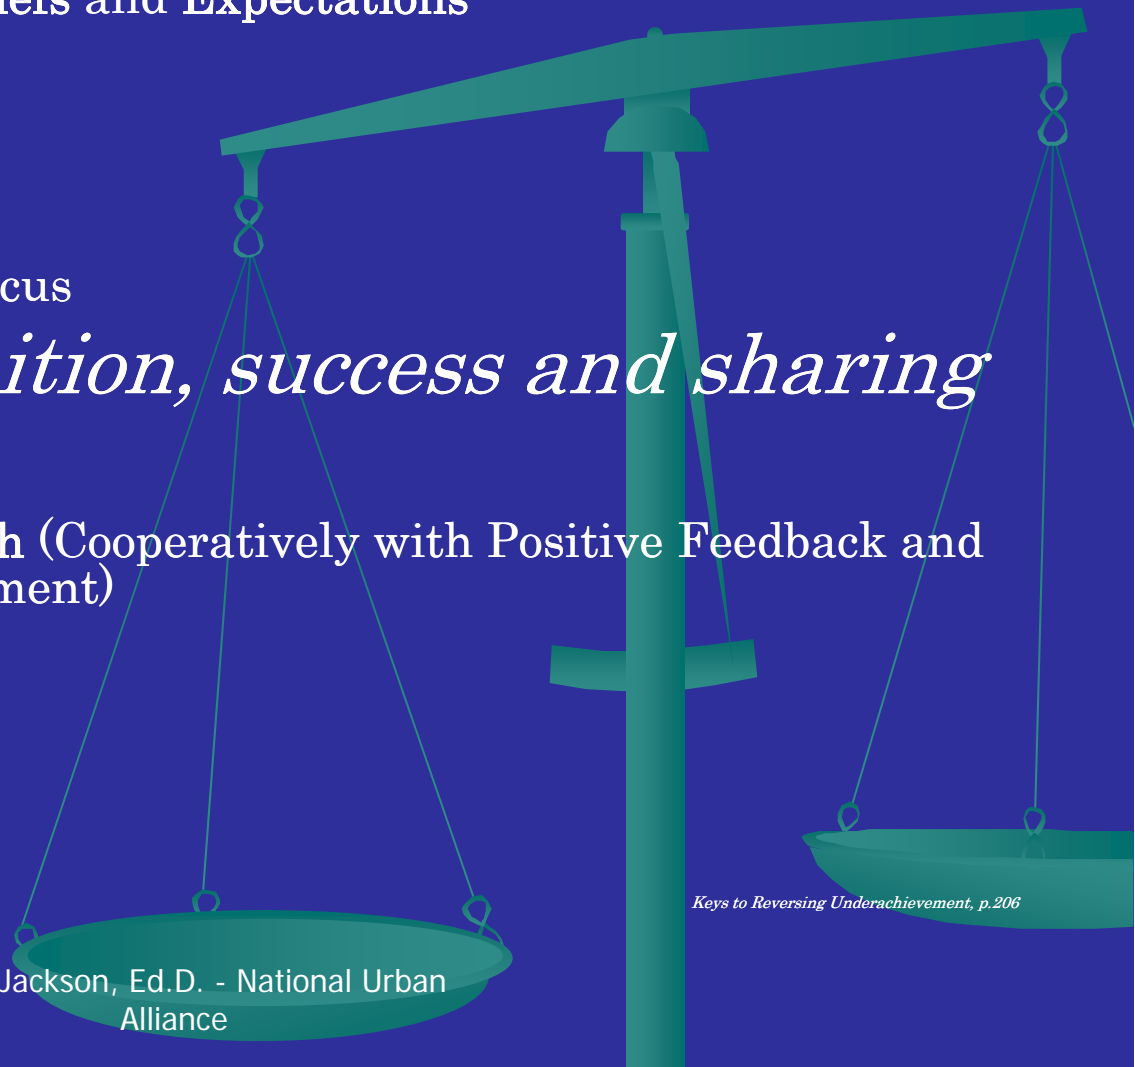 and Expectations
cus
ition, success and sharing
h (Cooperatively with Positive Feedback and
ment)
Keys to Reversing Underachievement, p.206
Jackson, Ed.D. - National Urban
Alliance